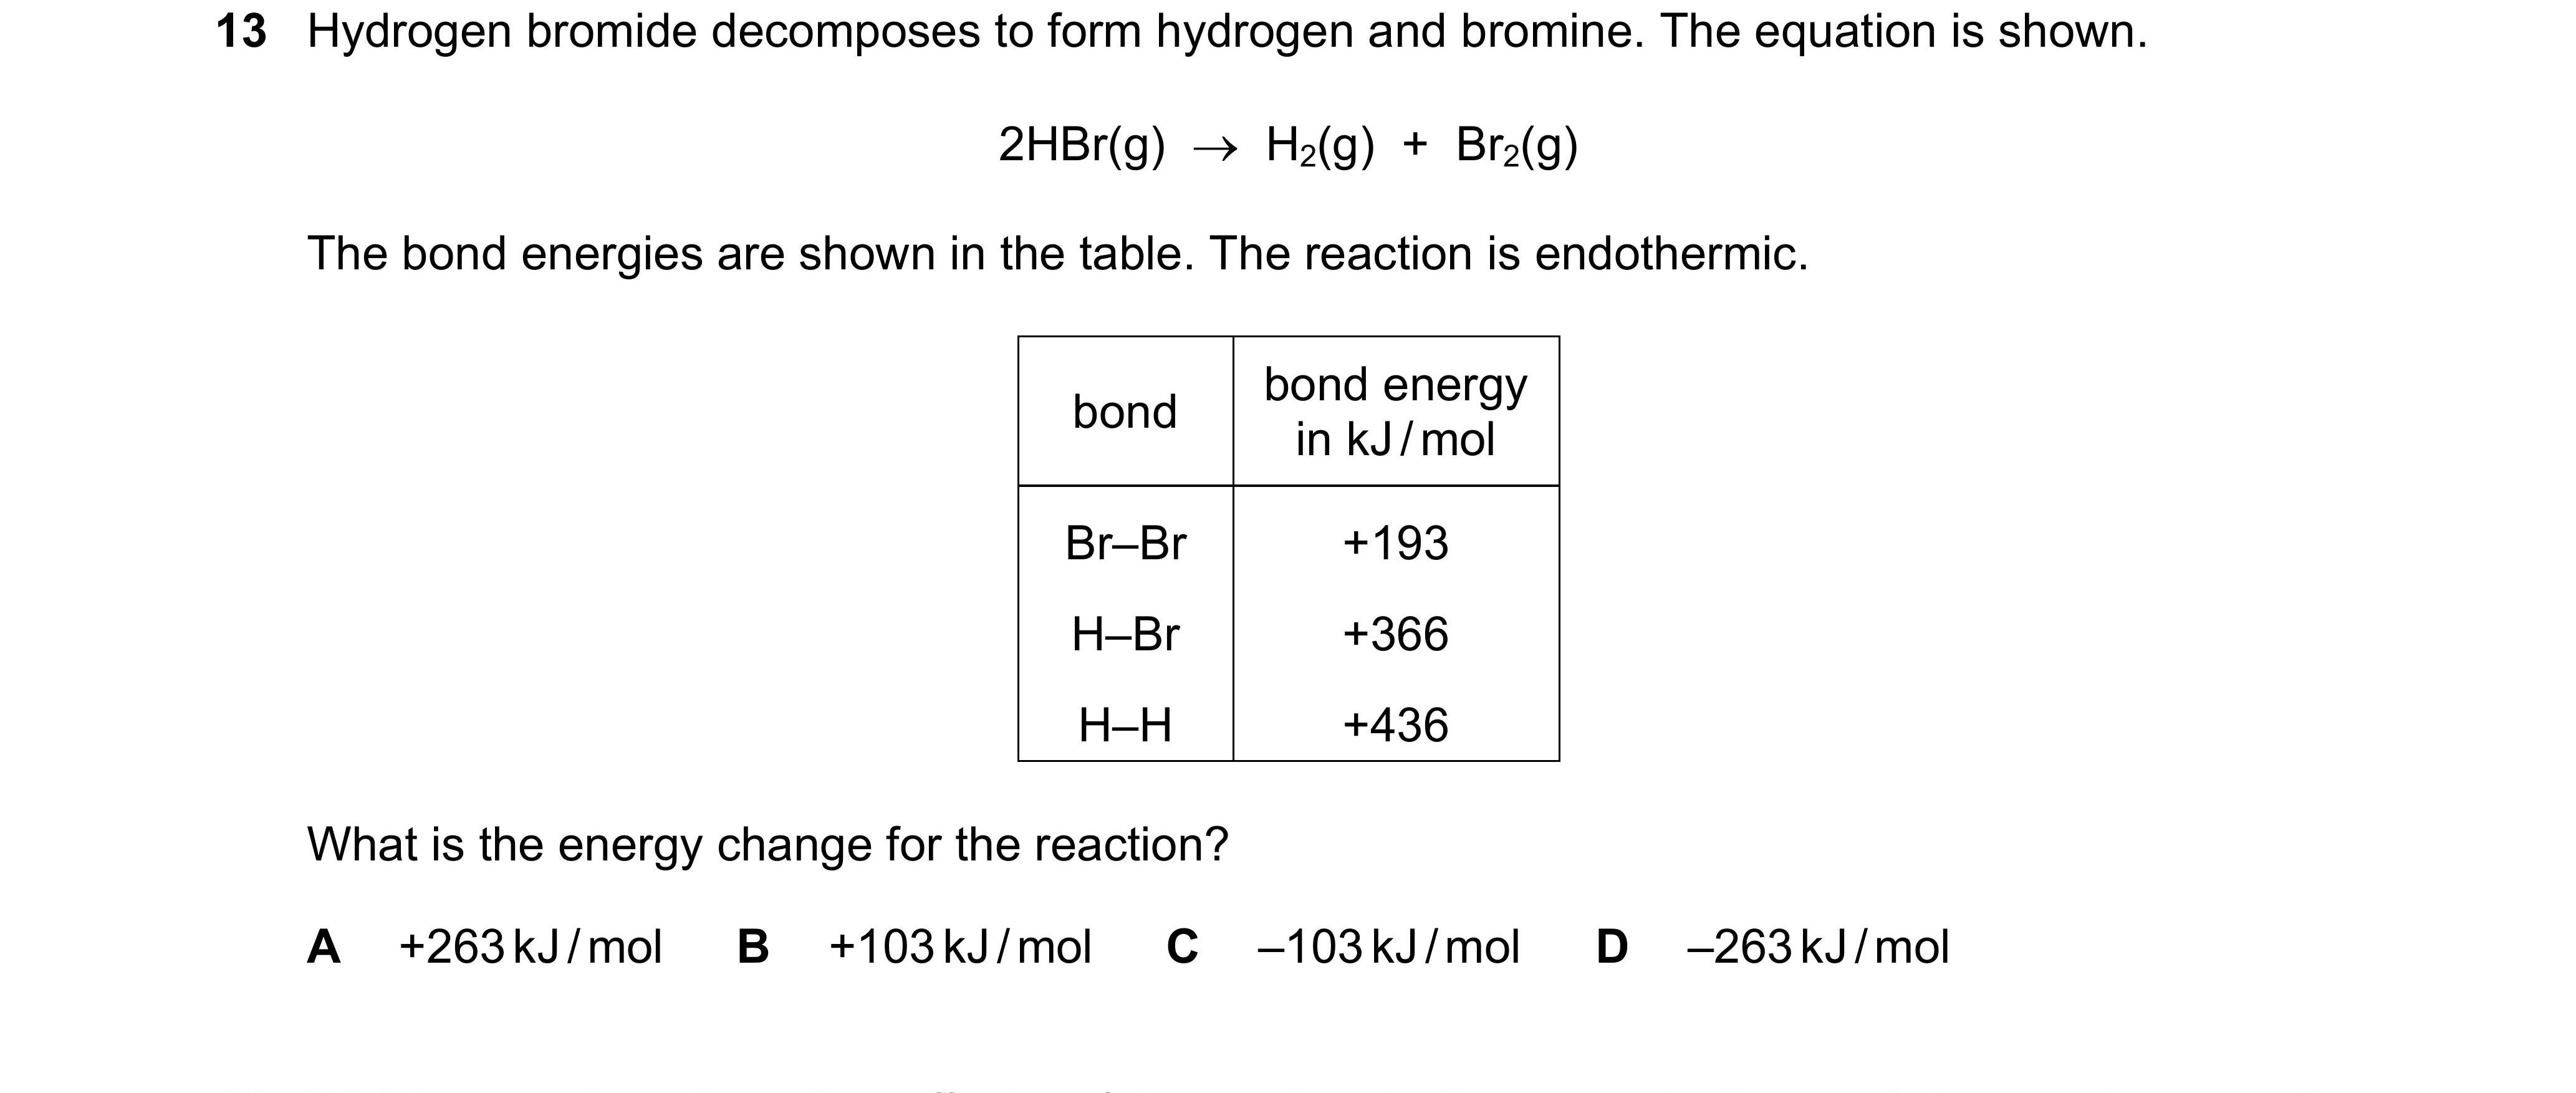 13 Hydrogen bromide decomposes to form hydrogen and bromine. The equation is shown.
2HBr(g) → H₂(g) + Br₂(g)
The bond energies are shown in the table. The reaction is endothermic.
bond bond energy in kJ / mol
Br–Br +193
H–Br +366
H–H +436
What is the energy change for the reaction?
A +263 kJ / mol B +103 kJ / mol C –103 kJ / mol D –263 kJ / mol